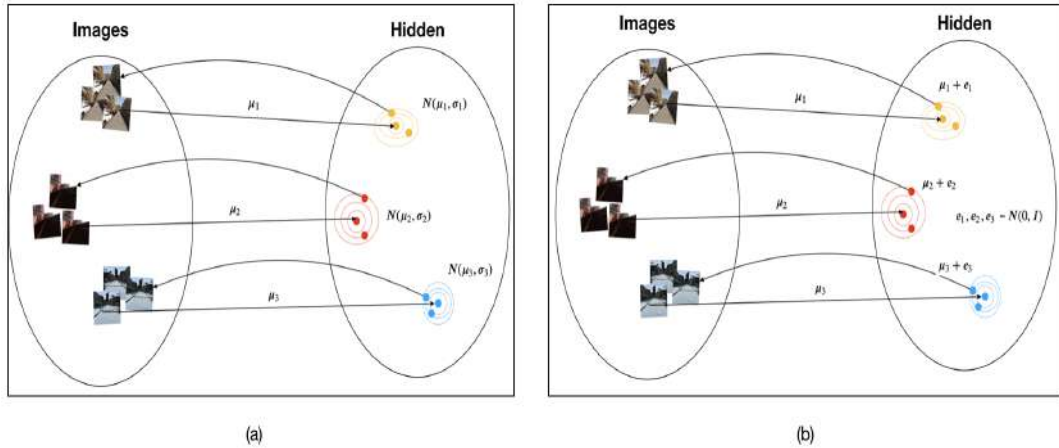 Images Hidden
μ₁ N(μ₁, σ₁)
μ₂ N(μ₂, σ₂)
N(μ₃, σ₃)
μ₃
(a)
Images Hidden
μ₁ + e₁
μ₁
μ₂ + e₂
μ₂
e₁, e₂, e₃ ~ N(0, I)
μ₃ + e₃
μ₃
(b)